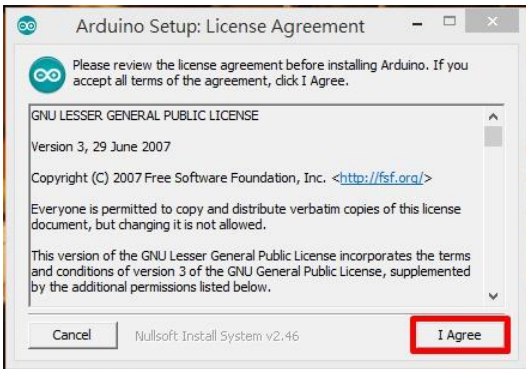 Arduino Setup: License Agreement
Please review the license agreement before installing Arduino. If you
accept all terms of the agreement, click I Agree.
GNU LESSER GENERAL PUBLIC LICENSE
Version 3, 29 June 2007
Copyright (C) 2007 Free Software Foundation, Inc. <http://fsf.org/>
Everyone is permitted to copy and distribute verbatim copies of this license
document, but changing it is not allowed.
This version of the GNU Lesser General Public License incorporates the terms
and conditions of version 3 of the GNU General Public License, supplemented
by the additional permissions listed below.
Cancel
Nullsoft Install System v2.46
I Agree